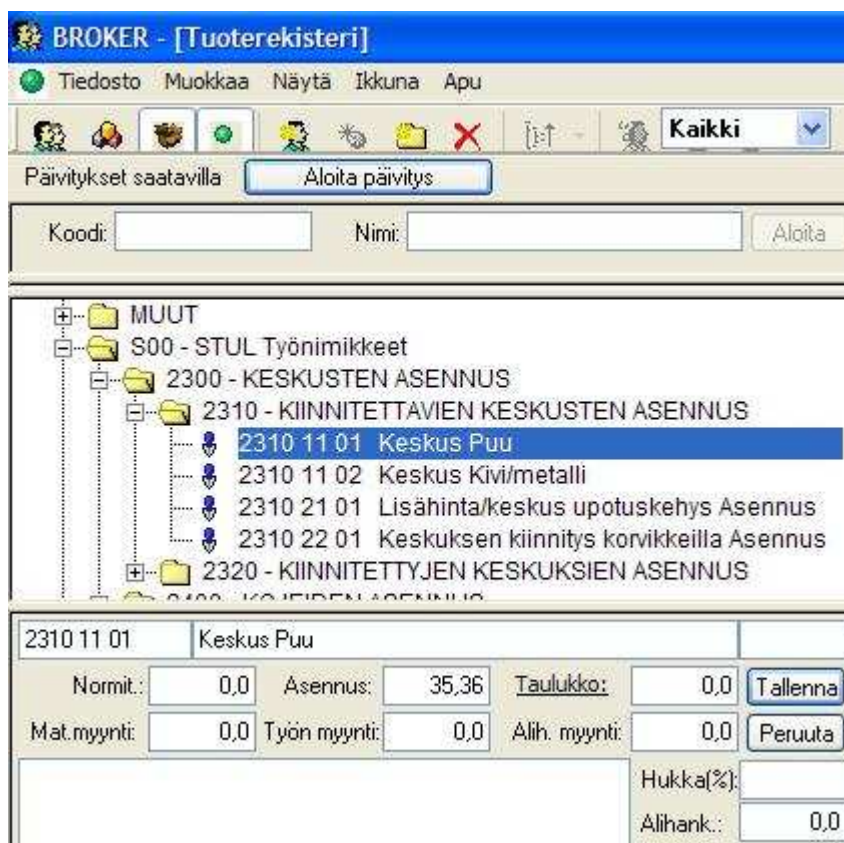 BROKER - [Tuoterekisteri]
Tiedosto Muokkaa Näytä Ikkuna Apu
Kaikki
Päivitykset saatavilla Aloita päivitys
Koodi: Nimi: Aloita
MUUT
S00 - STUL Työnimikkeet
2300 - KESKUSTEN ASENNUS
2310 - KIINNITETTAVIEN KESKUSTEN ASENNUS
2310 11 01 Keskus Puu
2310 11 02 Keskus Kivi/metalli
2310 21 01 Lisähinta/keskus upotuskehys Asennus
2310 22 01 Keskuksen kiinnitys korvikkeilla Asennus
2320 - KIINNITETTYJEN KESKUKSIEN ASENNUS
2310 11 01 Keskus Puu
Normit.: 0,0 Asennus: 35,36 Taulukko: 0,0 Tallenna
Mat.myynti: 0,0 Työn myynti: 0,0 Alih. myynti: 0,0 Peruuta
Hukka(%):
Alihank.: 0,0